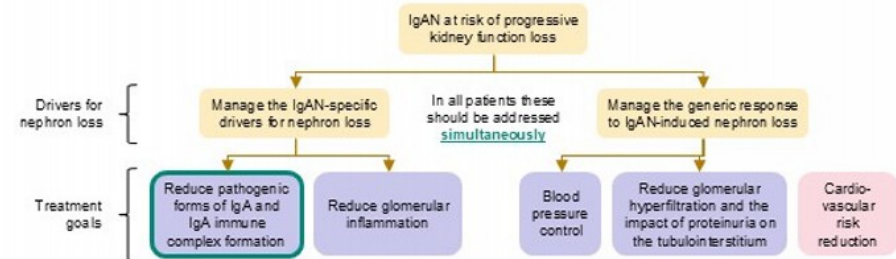 IgAN at risk of progressive
kidney function loss
Drivers for
nephron loss
Manage the IgAN-specific
drivers for nephron loss
In all patients these
should be addressed
simultaneously
Manage the generic response
to IgAN-induced nephron loss
Treatment
goals
Reduce pathogenic
forms of IgA and
IgA immune
complex formation
Reduce glomerular
inflammation
Blood
pressure
control
Reduce glomerular
hyperfiltration and the
impact of proteinuria on
the tubulointerstitium
Cardio-
vascular
risk
reduction